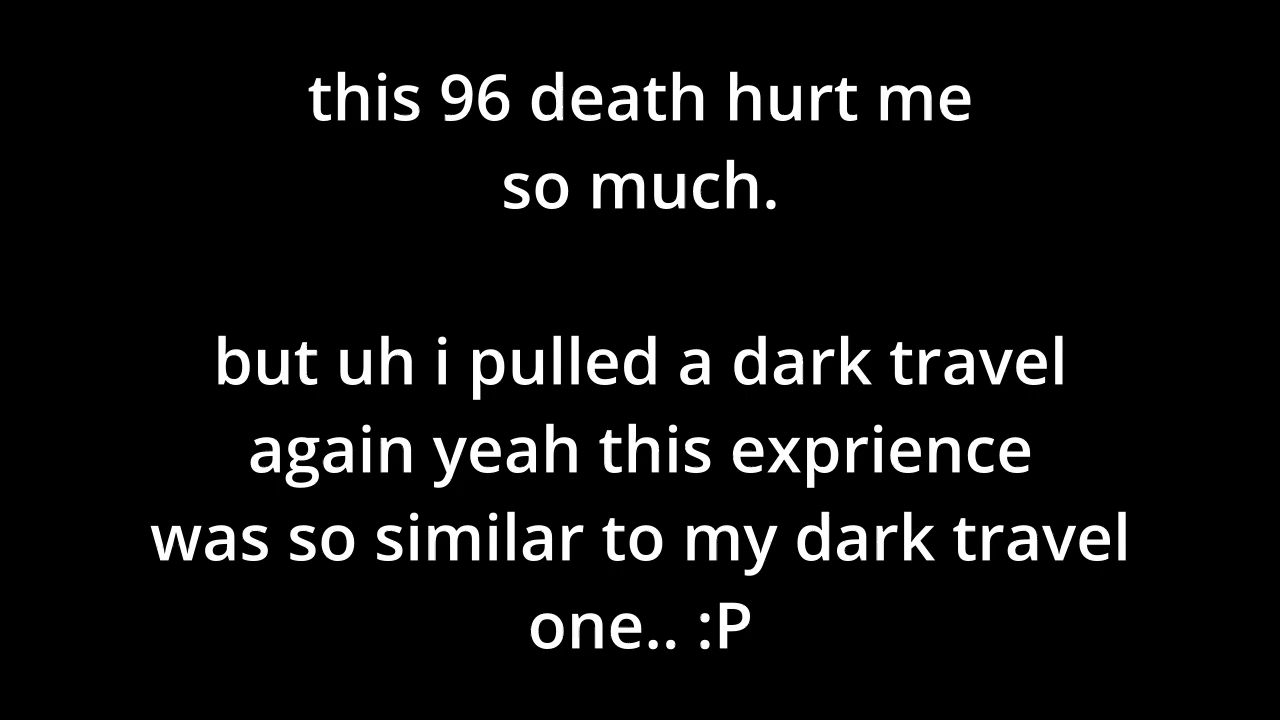 this 96 death hurt me
so much.
but uh i pulled a dark travel
again yeah this exprience
was so similar to my dark travel
one.. :P